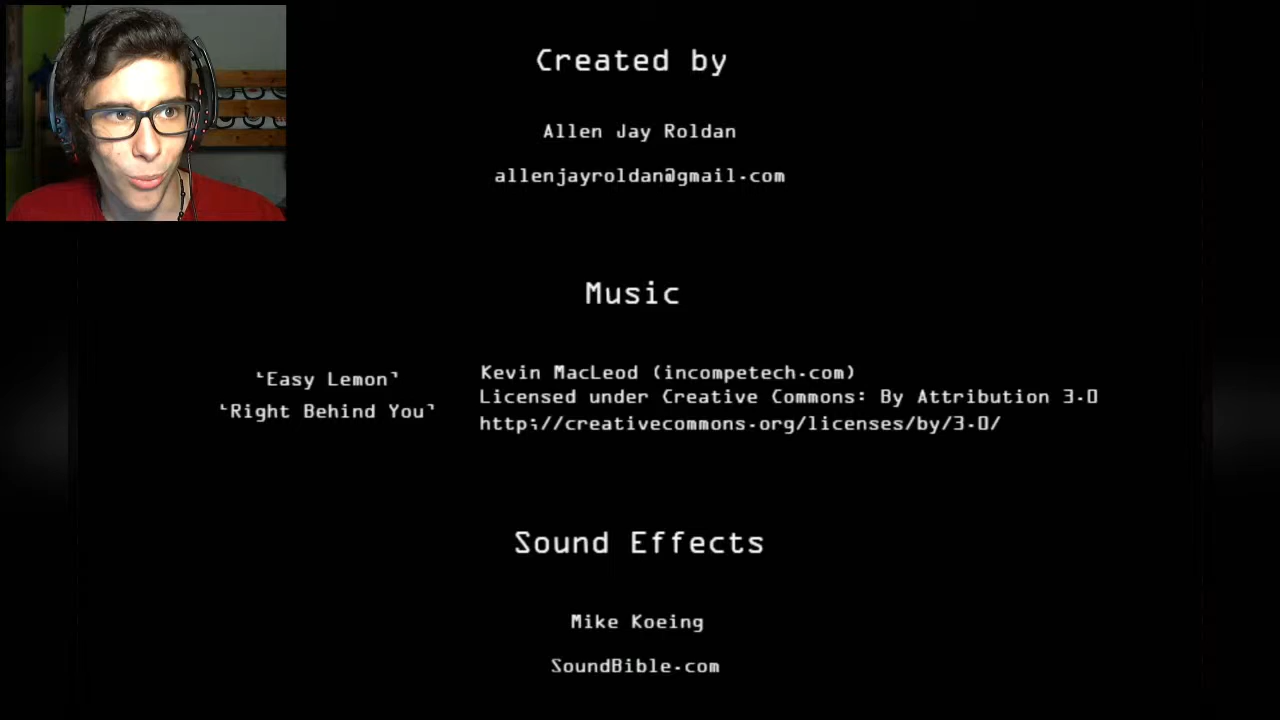 Created by
Allen Jay Roldan
allenjayroldan@gmail.com
Music
'Easy Lemon'
'Right Behind You'
Kevin MacLeod (incompetech.com)
Licensed under Creative Commons: By Attribution 3.0
http://creativecommons.org/licenses/by/3.0/
Sound Effects
Mike Koeing
SoundBible.com